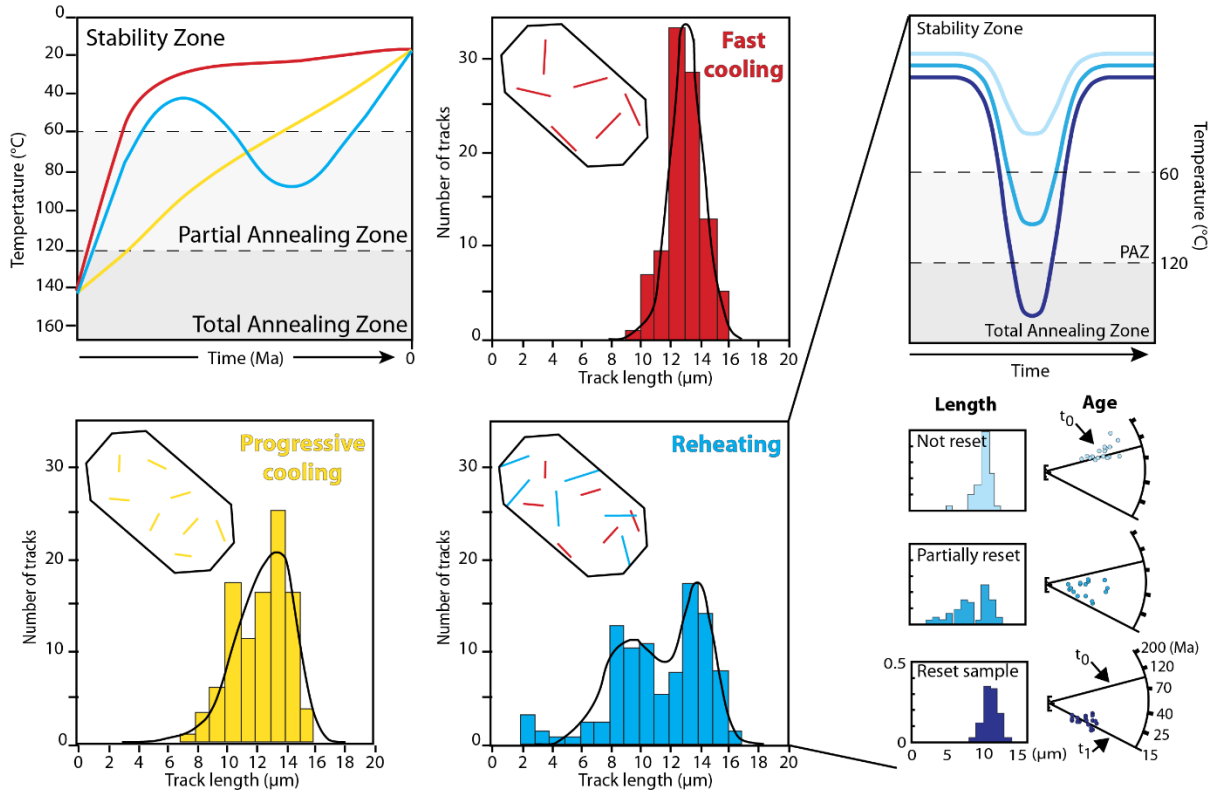 0
20
40
60
80
100
120
140
160
Tempertature (°C)
Stability Zone
Partial Annealing Zone
Total Annealing Zone
Time (Ma)
0
30
20
10
0
Number of tracks
Fast
cooling
0 2 4 6 8 10 12 14 16 18 20
Track length (µm)
Stability Zone
60
PAZ
120
Total Annealing Zone
Temperature (°C)
Time
30
20
10
0
Number of tracks
Progressive
cooling
0 2 4 6 8 10 12 14 16 18 20
Track length (µm)
30
20
10
0
Number of tracks
Reheating
0 2 4 6 8 10 12 14 16 18 20
Track length (µm)
Length Age
Not reset
t0
Partially reset
0.5
Reset sample
0
0 5 10 15 (µm)
t0
t1
200 (Ma)
120
70
40
25
15